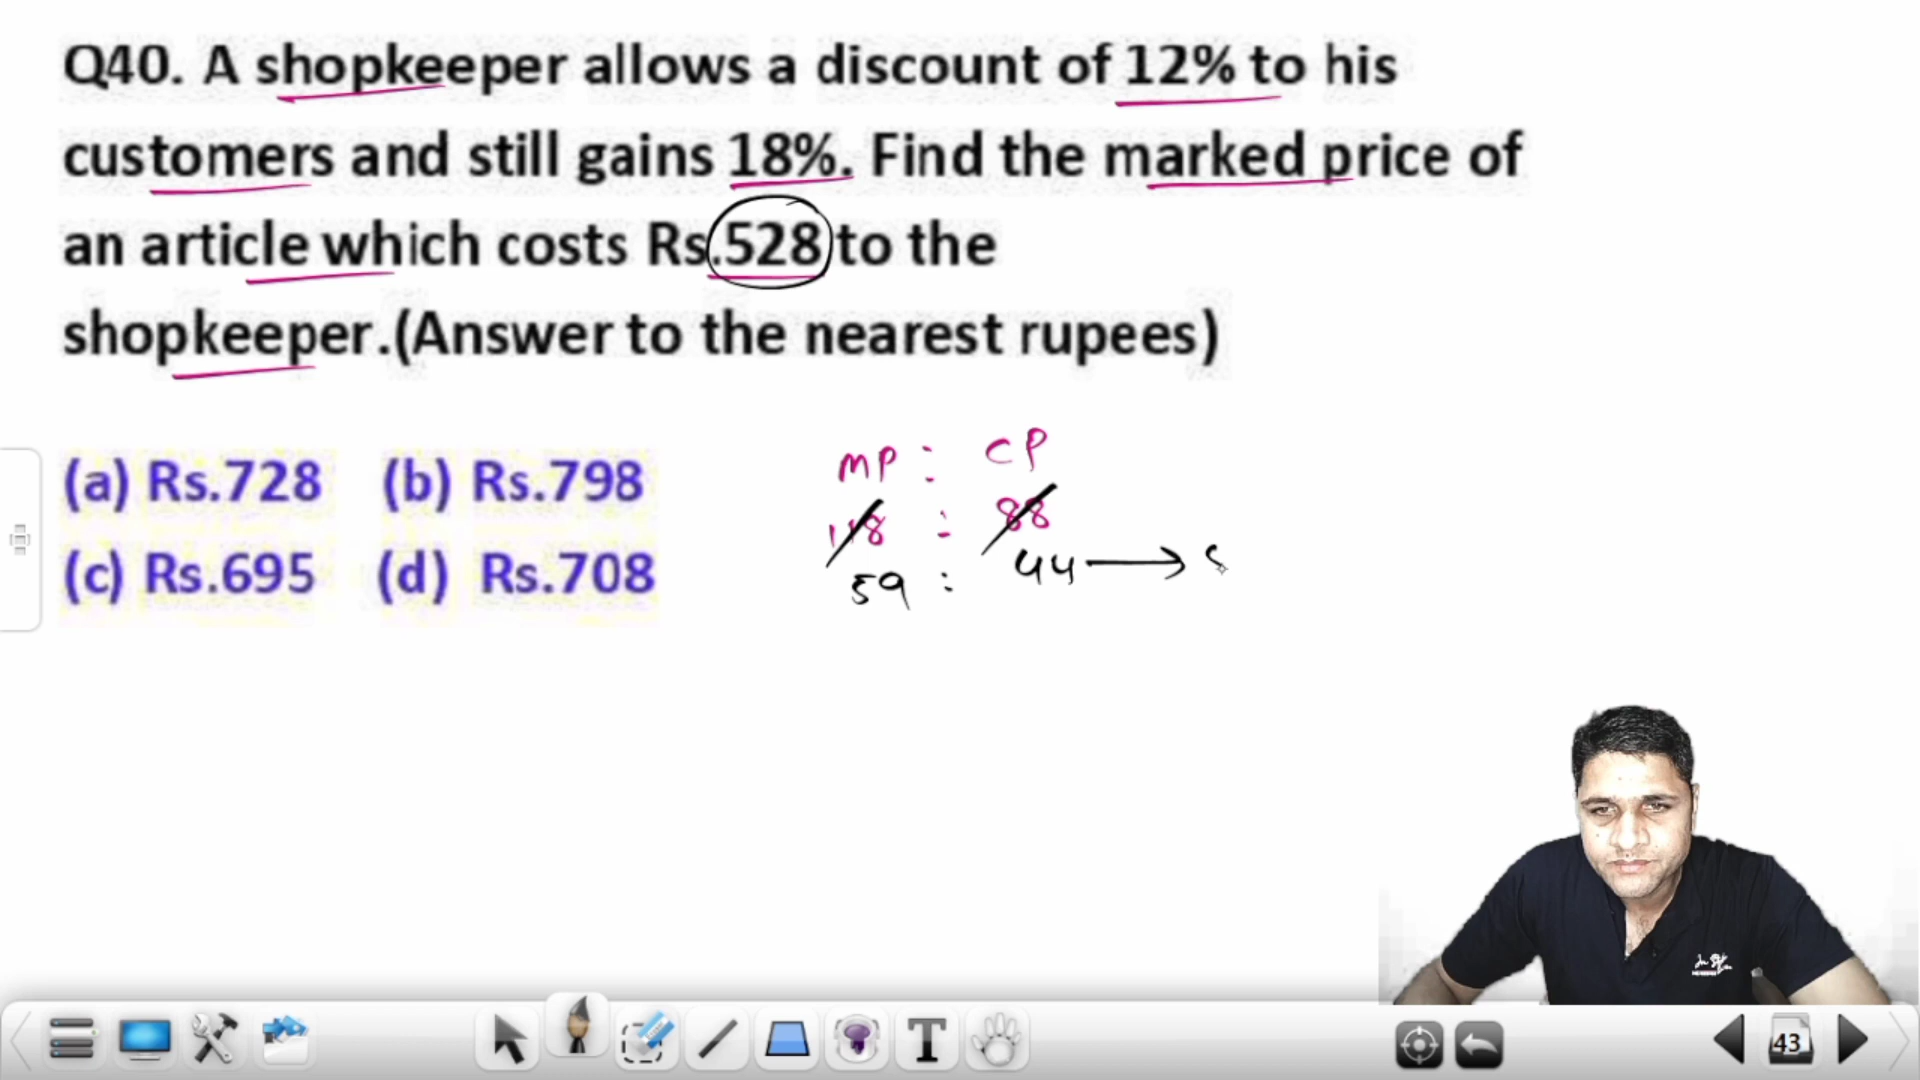 Q40. A shopkeeper allows a discount of 12% to his
customers and still gains 18%. Find the marked price of
an article which costs Rs.528 to the
shopkeeper.(Answer to the nearest rupees)
(a) Rs.728 (b) Rs.798
(c) Rs.695 (d) Rs.708
MP : CP
118 : 88
59 : 44 →
T
43